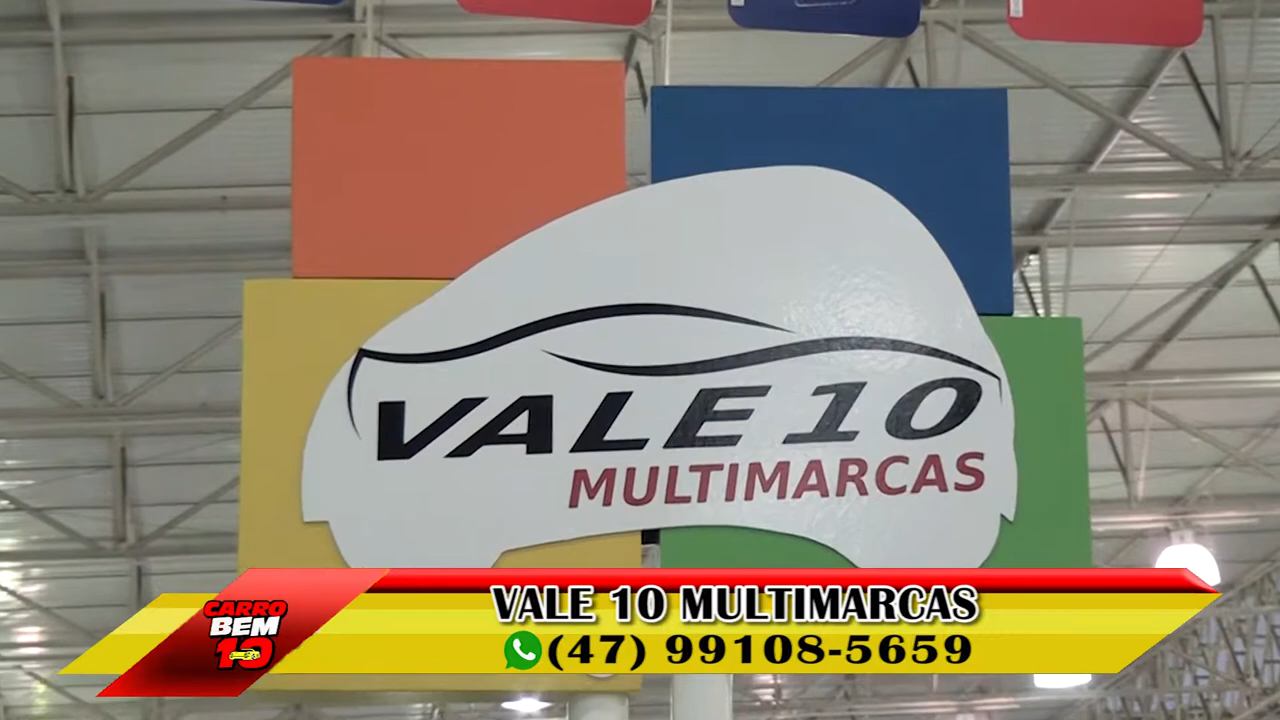 VALE 10
MULTIMARCAS
CARRO
BEM
10
VALE 10 MULTIMARCAS
(47) 99108-5659